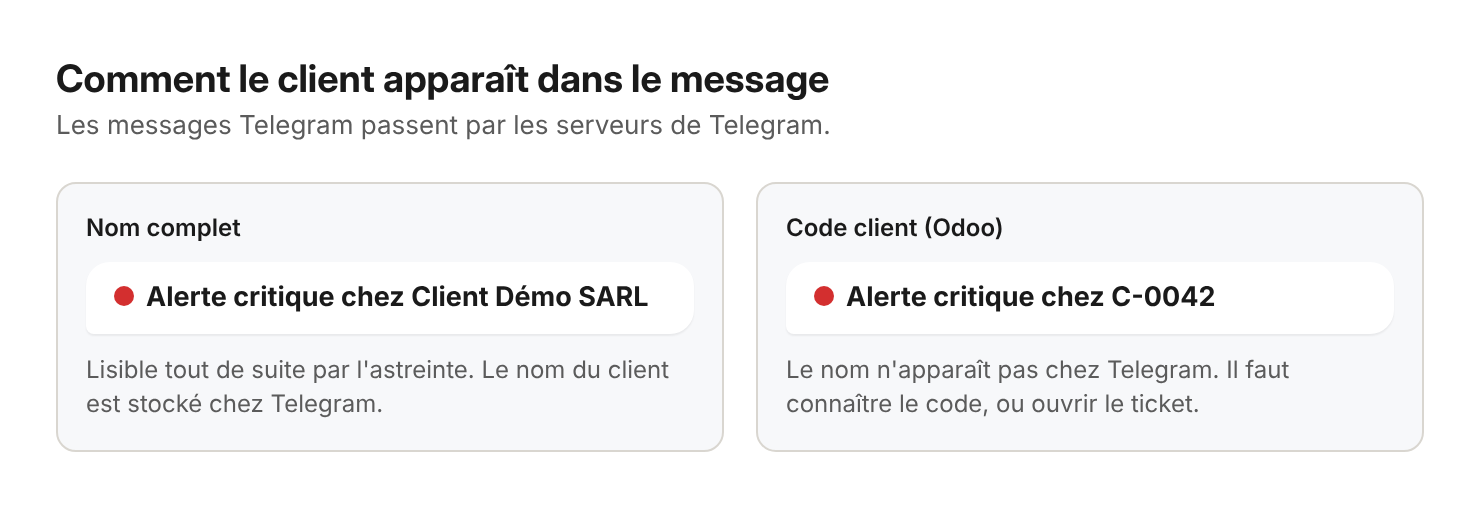 Comment le client apparaît dans le message
Les messages Telegram passent par les serveurs de Telegram.
Nom complet
Alerte critique chez Client Démo SARL
Lisible tout de suite par l'astreinte. Le nom du client
est stocké chez Telegram.
Code client (Odoo)
Alerte critique chez C-0042
Le nom n'apparaît pas chez Telegram. Il faut
connaître le code, ou ouvrir le ticket.